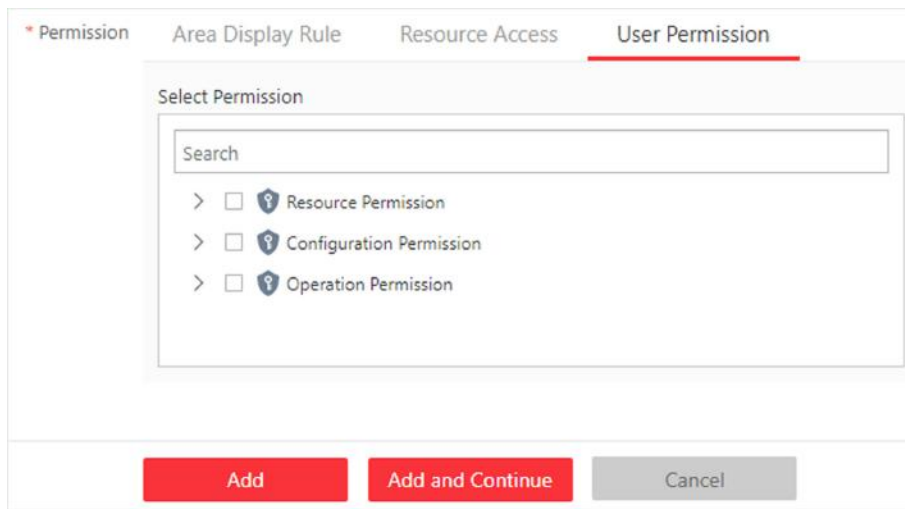 * Permission Area Display Rule Resource Access User Permission
Select Permission
Search
Resource Permission
Configuration Permission
Operation Permission
Add Add and Continue Cancel